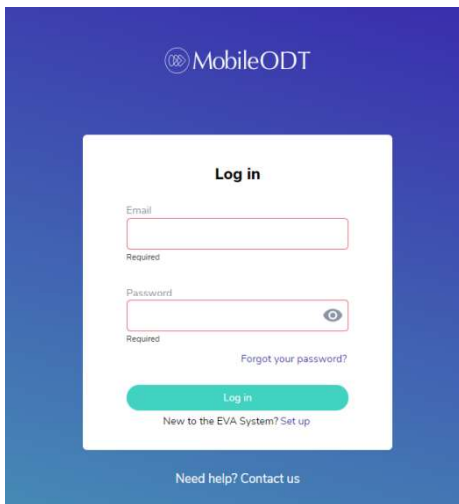 MobileODT
Log in
Email
Required
Password
Required
Forgot your password?
Log in
New to the EVA System? Set up
Need help? Contact us